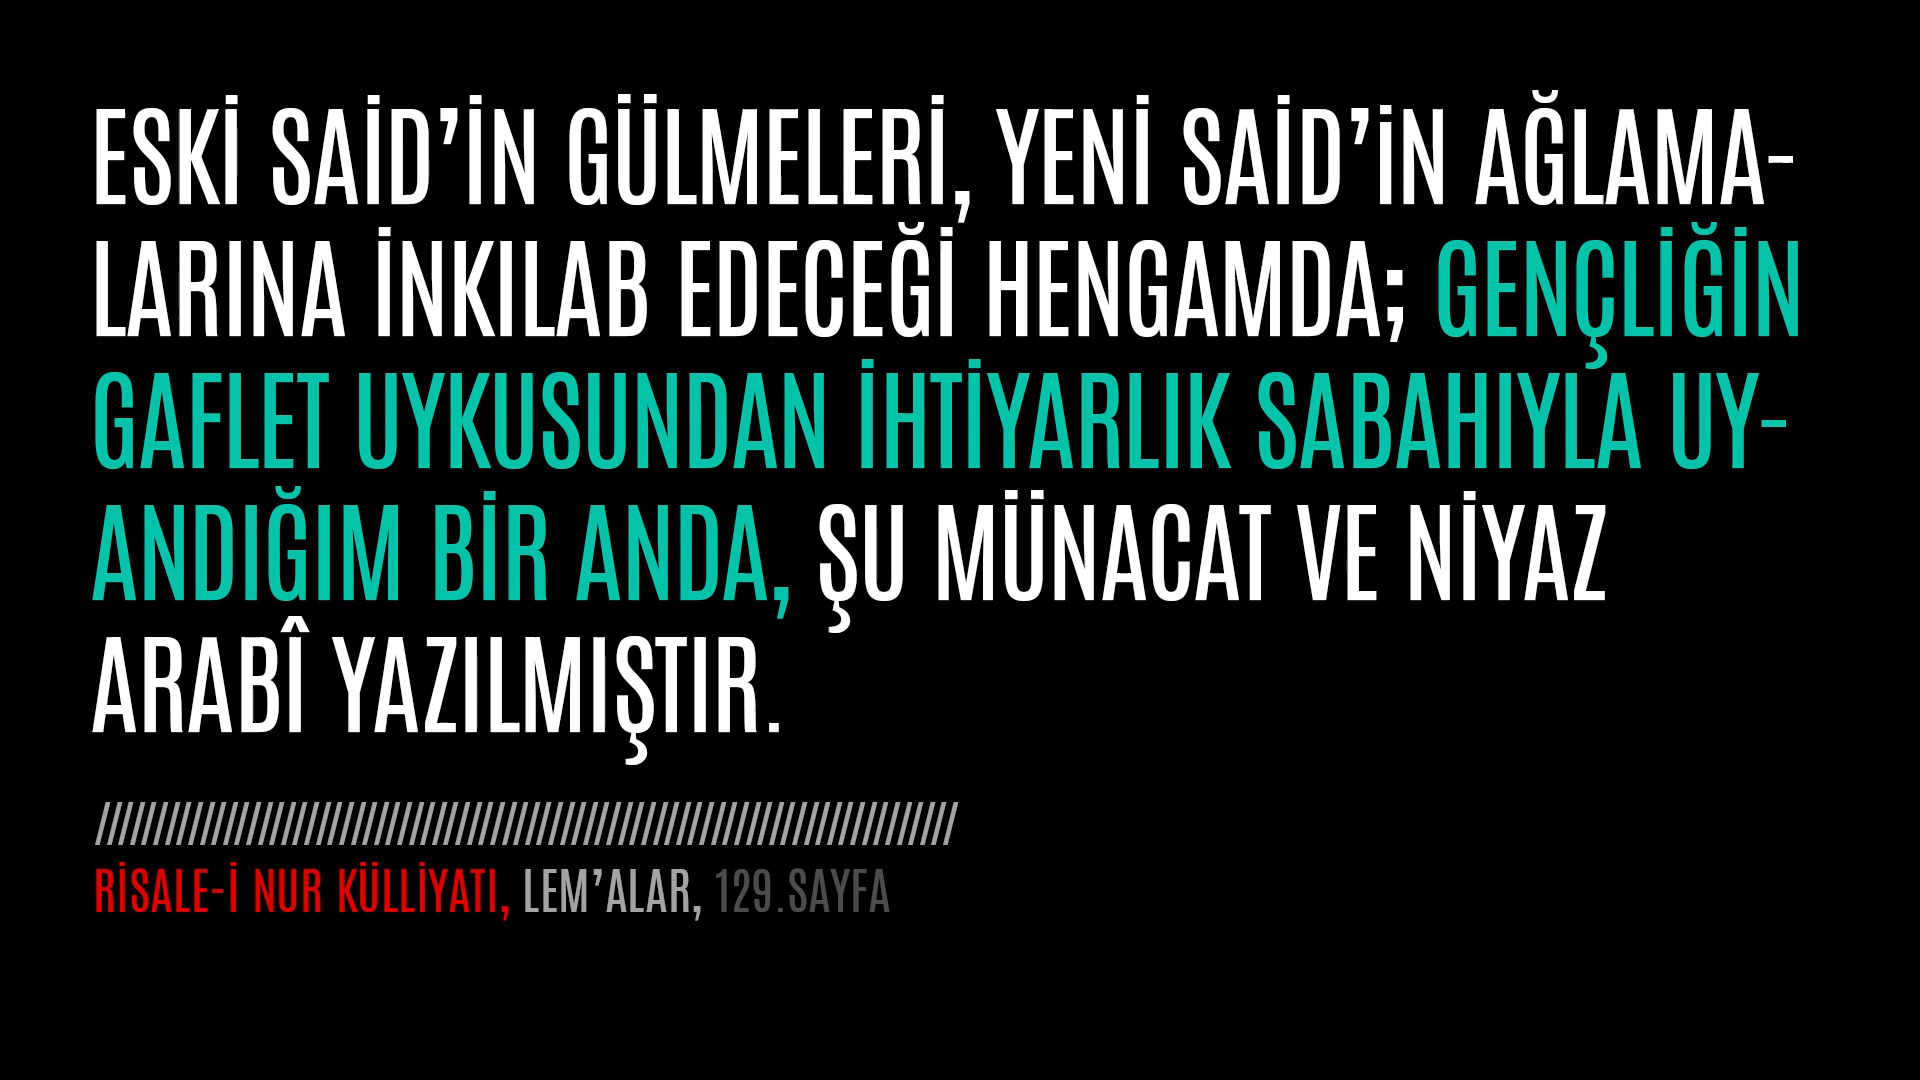 ESKİ SAİD’İN GÜLMELERİ, YENİ SAİD’iN AĞLAMA-
LARINA İNKILAB EDECEĞİ HENGAMDA; GENÇLİĞİN
GAFLET UYKUSUNDAN İHTİYARLIK SABAHIYLA UY-
ANDIĞIM BİR ANDA, ŞU MÜNACAT VE NİYAZ
ARABÎ YAZILMIŞTIR.
RİSALE-İ NUR KÜLLİYATI, LEM’ALAR, 129.SAYFA